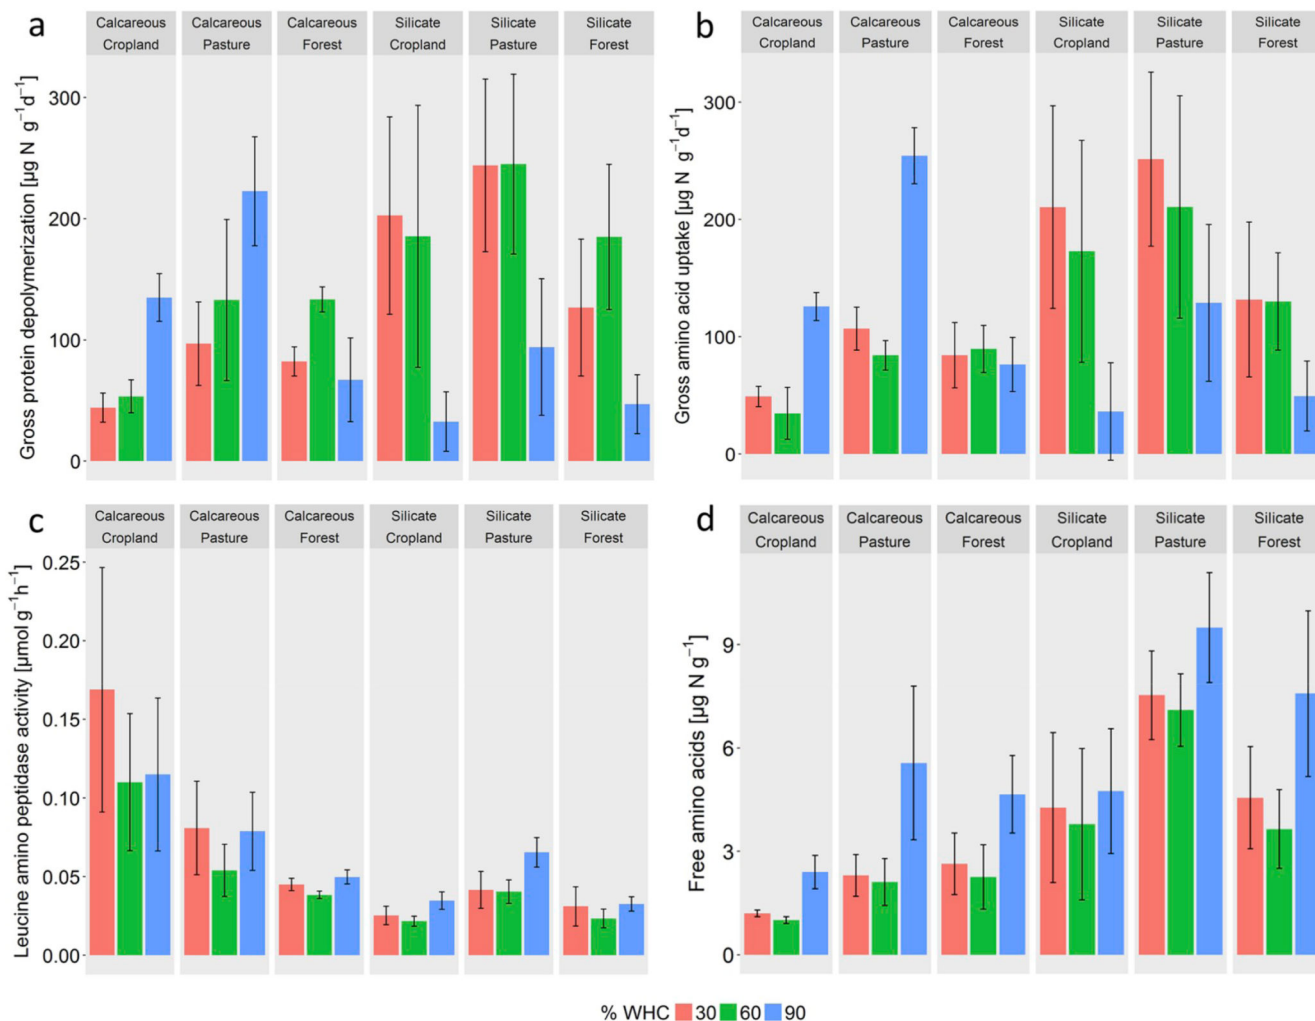 a
Calcareous Cropland
Calcareous Pasture
Calcareous Forest
Silicate Cropland
Silicate Pasture
Silicate Forest
Gross protein depolymerization [µg N g⁻¹d⁻¹]
300
200
100
0
b
Calcareous Cropland
Calcareous Pasture
Calcareous Forest
Silicate Cropland
Silicate Pasture
Silicate Forest
Gross amino acid uptake [µg N g⁻¹d⁻¹]
300
200
100
0
c
Calcareous Cropland
Calcareous Pasture
Calcareous Forest
Silicate Cropland
Silicate Pasture
Silicate Forest
Leucine amino peptidase activity [µmol g⁻¹h⁻¹]
0.25
0.20
0.15
0.10
0.05
0.00
d
Calcareous Cropland
Calcareous Pasture
Calcareous Forest
Silicate Cropland
Silicate Pasture
Silicate Forest
Free amino acids [µg N g⁻¹]
9
6
3
0
% WHC 30 60 90